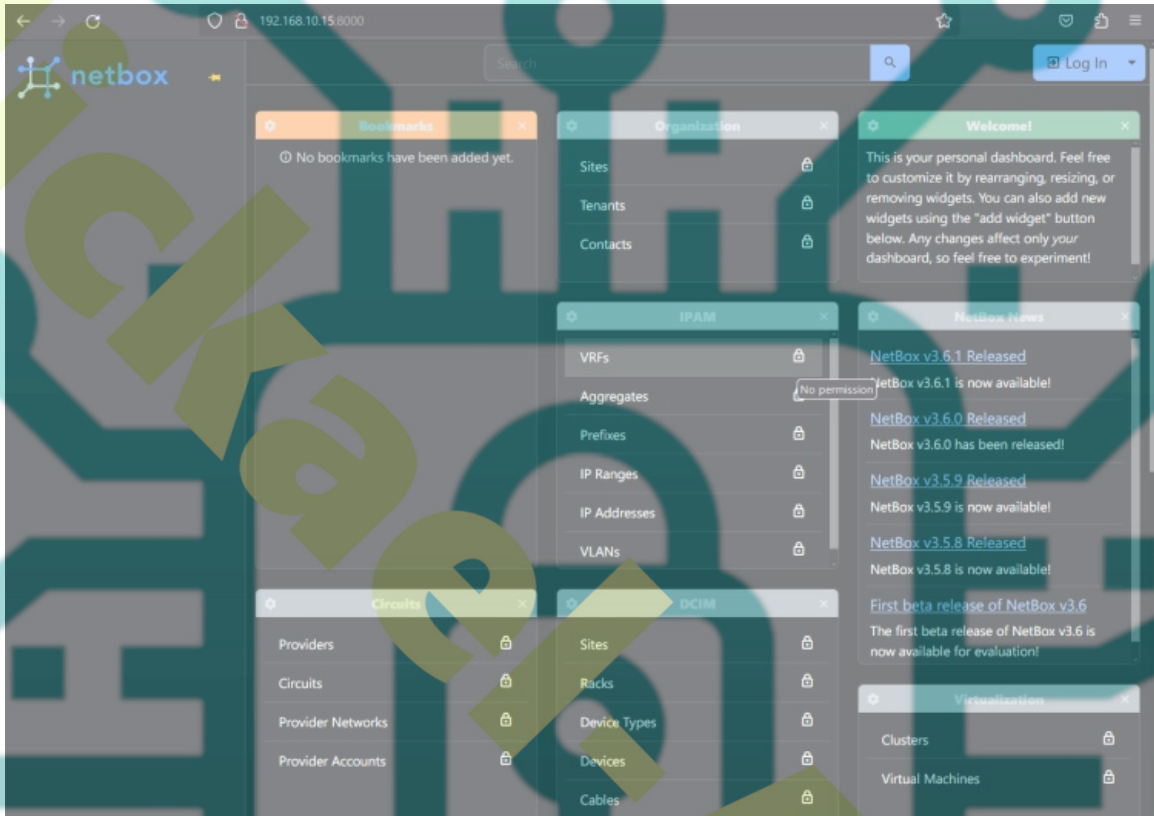 192.168.10.15:8000
netbox
Search
Log In
Bookmarks
No bookmarks have been added yet.
Organization
Sites
Tenants
Contacts
Welcome!
This is your personal dashboard. Feel free
to customize it by rearranging, resizing, or
removing widgets. You can also add new
widgets using the "add widget" button
below. Any changes affect only your
dashboard, so feel free to experiment!
IPAM
VRFs
No permission
Aggregates
Prefixes
IP Ranges
IP Addresses
VLANs
NetBox News
NetBox v3.6.1 Released
NetBox v3.6.1 is now available!
NetBox v3.6.0 Released
NetBox v3.6.0 has been released!
NetBox v3.5.9 Released
NetBox v3.5.9 is now available!
NetBox v3.5.8 Released
NetBox v3.5.8 is now available!
First beta release of NetBox v3.6
The first beta release of NetBox v3.6 is
now available for evaluation!
Circuits
Providers
Circuits
Provider Networks
Provider Accounts
DCIM
Sites
Racks
Device Types
Devices
Cables
Virtualization
Clusters
Virtual Machines